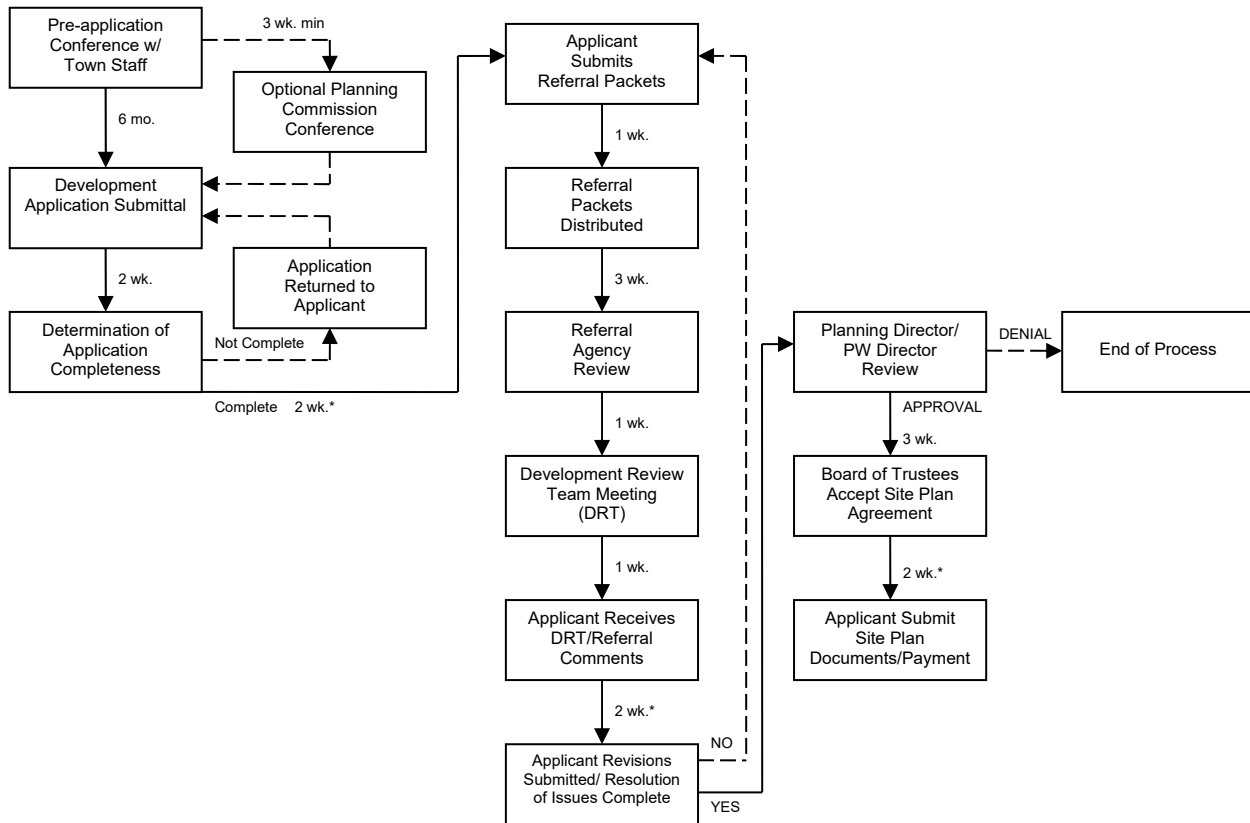 Pre-application
Conference w/
Town Staff
3 wk. min
Optional Planning
Commission
Conference
6 mo.
Development
Application Submittal
2 wk.
Application
Returned to
Applicant
Determination of
Application
Completeness
Not Complete
Complete 2 wk.*
Applicant
Submits
Referral Packets
1 wk.
Referral
Packets
Distributed
3 wk.
Referral
Agency
Review
1 wk.
Development Review
Team Meeting
(DRT)
1 wk.
Applicant Receives
DRT/Referral
Comments
2 wk.*
Applicant Revisions
Submitted/ Resolution
of Issues Complete
NO
YES
Planning Director/
PW Director
Review
DENIAL
End of Process
APPROVAL
3 wk.
Board of Trustees
Accept Site Plan
Agreement
2 wk.*
Applicant Submit
Site Plan
Documents/Payment